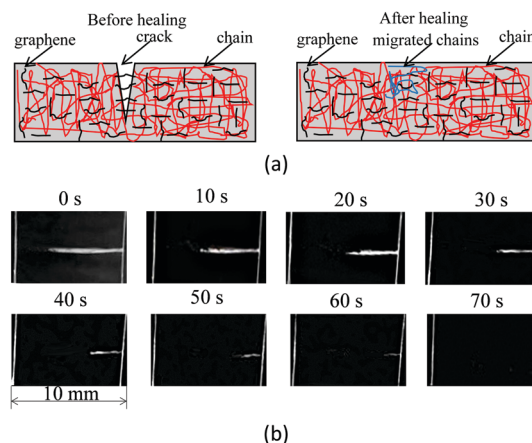 Before healing
graphene crack chain
After healing
graphene migrated chains chain
(a)
0 s 10 s 20 s 30 s
40 s 50 s 60 s 70 s
10 mm
(b)